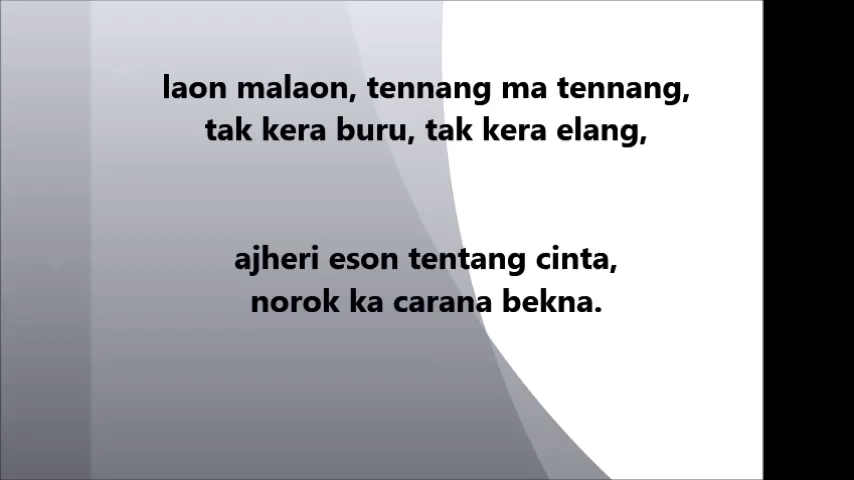 laon malaon, tennang ma tennang,
tak kera buru, tak kera elang,
ajheri eson tentang cinta,
norok ka carana bekna.